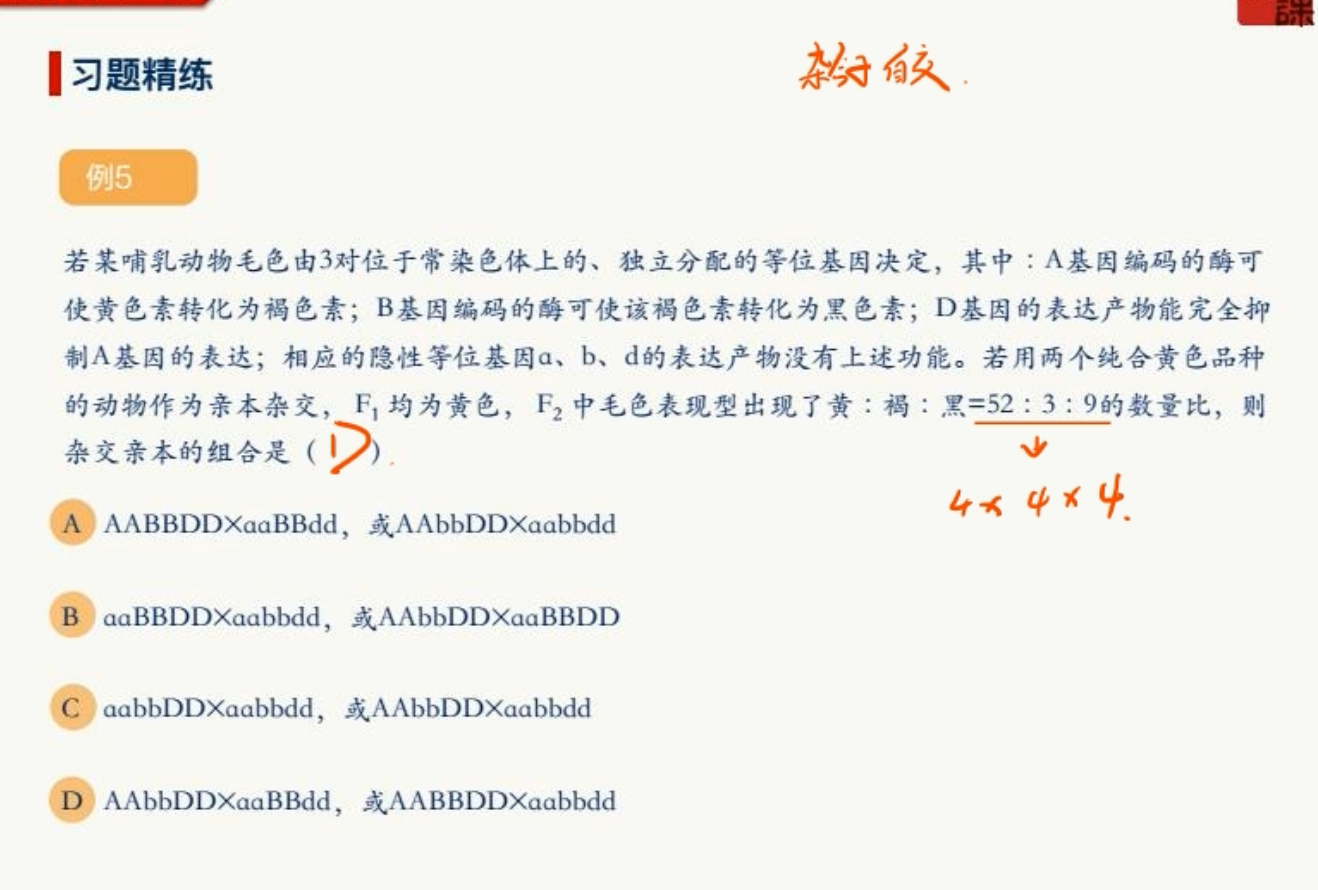 課
习题精练
杂合子自交.
例5
若某哺乳动物毛色由3对位于常染色体上的、独立分配的等位基因决定，其中：A基因编码的酶可
使黄色素转化为褐色素；B基因编码的酶可使该褐色素转化为黑色素；D基因的表达产物能完全抑
制A基因的表达；相应的隐性等位基因a、b、d的表达产物没有上述功能。若用两个纯合黄色品种
的动物作为亲本杂交，F₁均为黄色，F₂中毛色表现型出现了黄：褐：黑=52：3：9的数量比，则
杂交亲本的组合是（D）.
4×4×4.
A AABBDD×aaBBdd，或AAbbDD×aabbdd
B aaBBDD×aabbdd，或AAbbDD×aaBBDD
C aabbDD×aabbdd，或AAbbDD×aabbdd
D AAbbDD×aaBBdd，或AABBDD×aabbdd